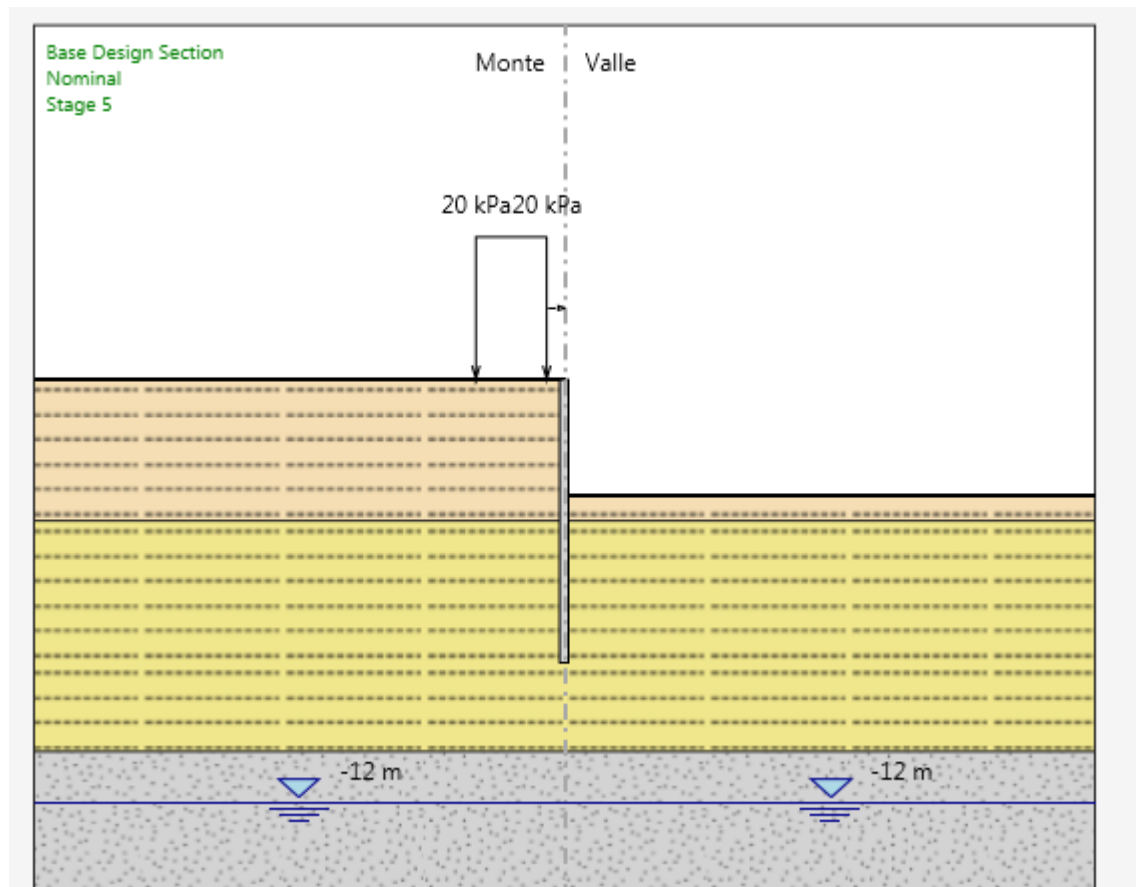 Base Design Section
Nominal
Stage 5
Monte Valle
20 kPa20 kPa
-12 m -12 m